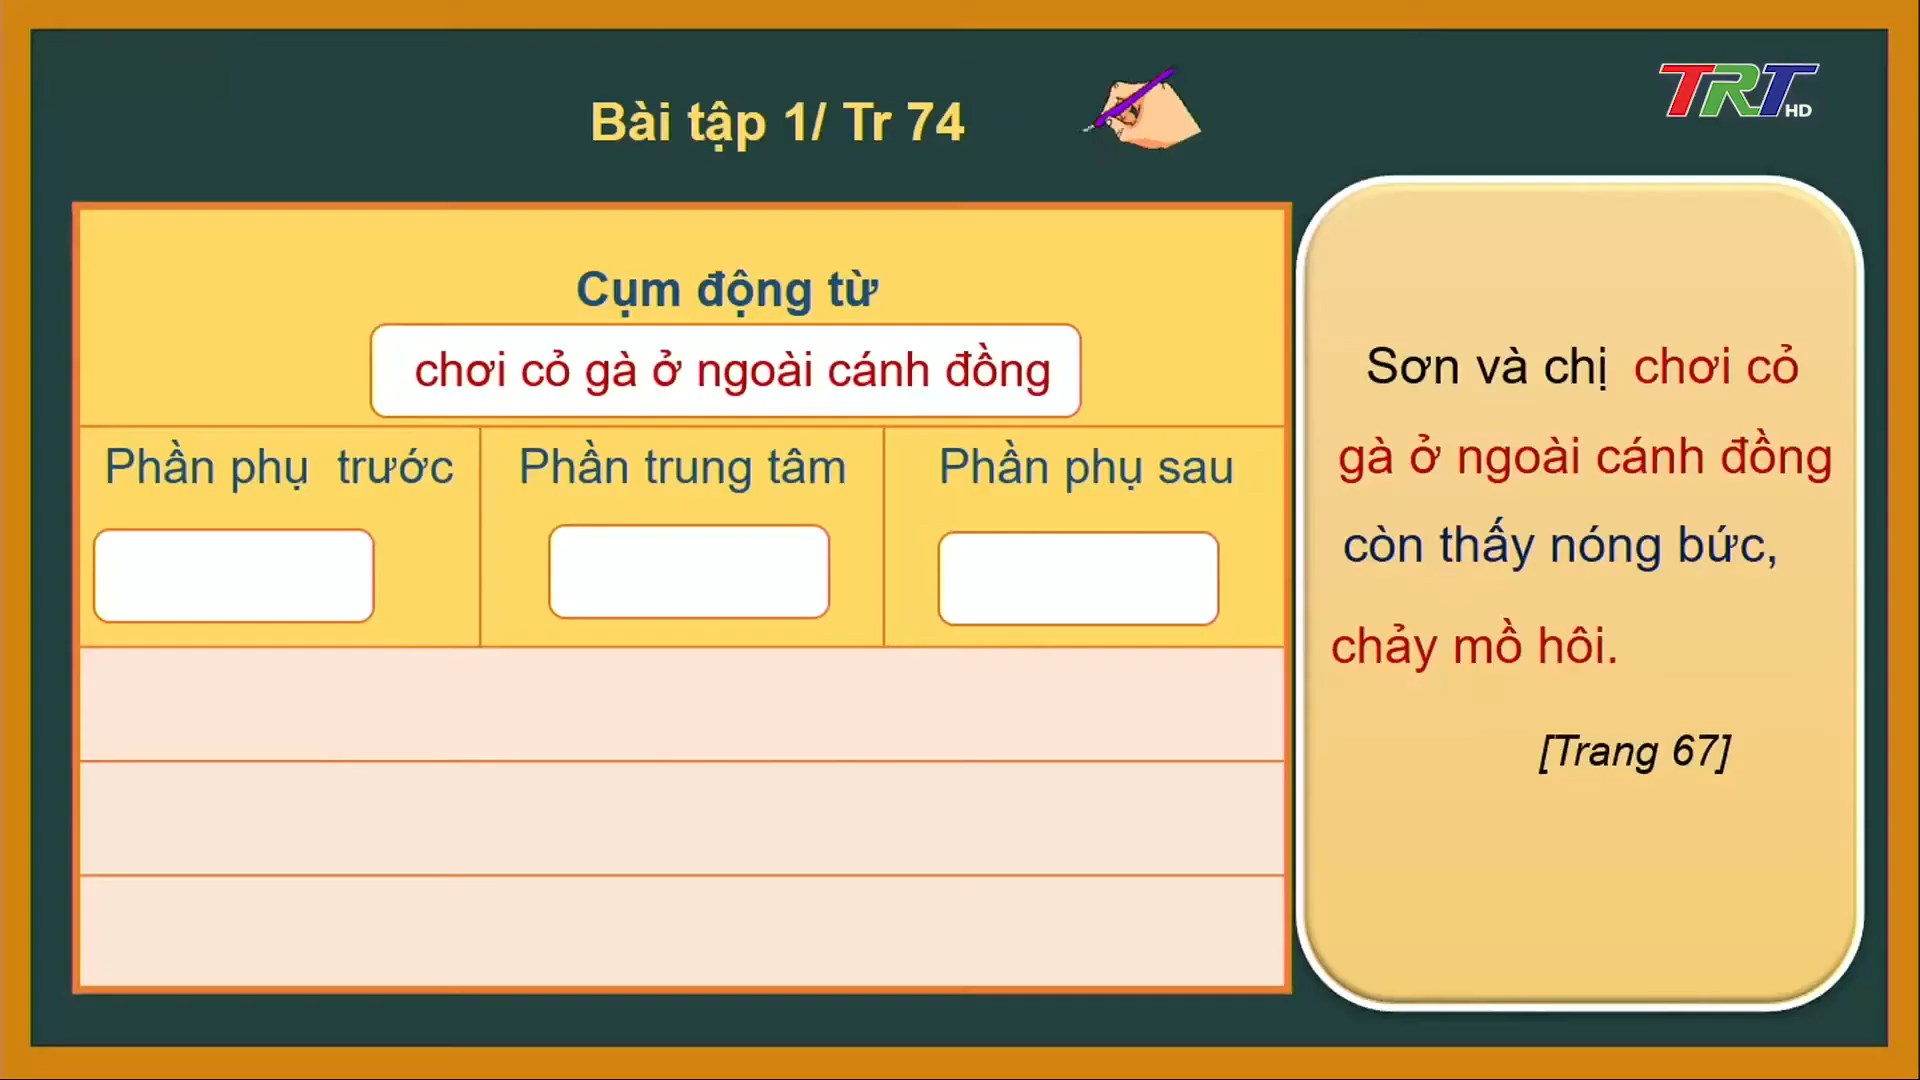 Bài tập 1/ Tr 74
TRT HD
Cụm động từ
chơi cỏ gà ở ngoài cánh đồng
Phần phụ trước
Phần trung tâm
Phần phụ sau
Sơn và chị chơi cỏ
gà ở ngoài cánh đồng
còn thấy nóng bức,
chảy mồ hôi.
[Trang 67]